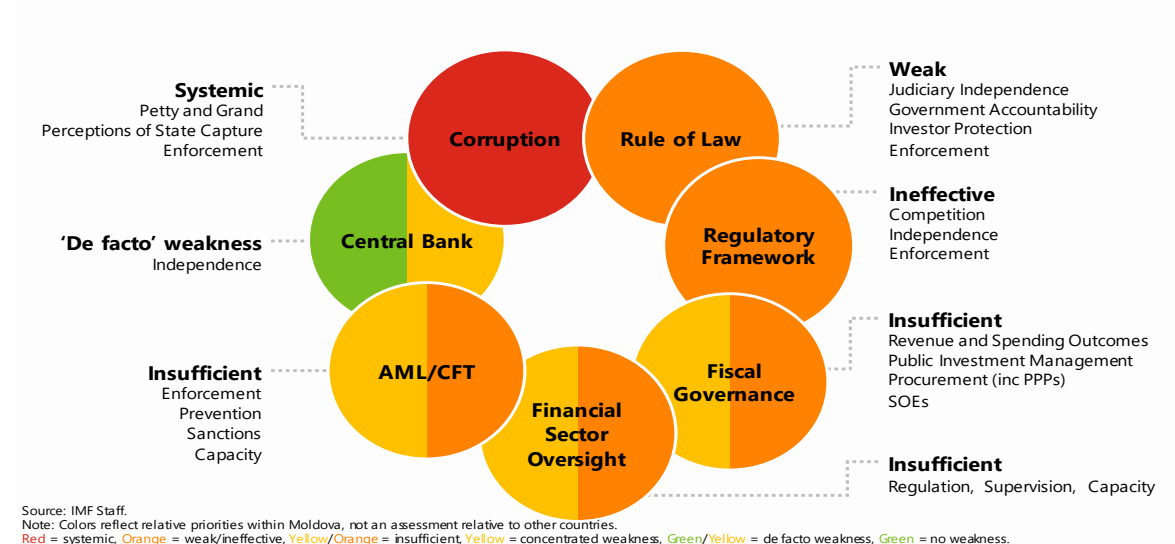 Systemic
Petty and Grand
Perceptions of State Capture
Enforcement
Corruption
Rule of Law
Weak
Judiciary Independence
Government Accountability
Investor Protection
Enforcement
‘De facto’ weakness
Independence
Central Bank
Regulatory
Framework
Ineffective
Competition
Independence
Enforcement
Insufficient
Enforcement
Prevention
Sanctions
Capacity
AML/CFT
Financial
Sector
Oversight
Fiscal
Governance
Insufficient
Revenue and Spending Outcomes
Public Investment Management
Procurement (inc PPPs)
SOEs
Insufficient
Regulation, Supervision, Capacity
Source: IMF Staff.
Note: Colors reflect relative priorities within Moldova, not an assessment relative to other countries.
Red = systemic, Orange = weak/ineffective, Yellow/Orange = insufficient, Yellow = concentrated weakness, Green/Yellow = de facto weakness, Green = no weakness.